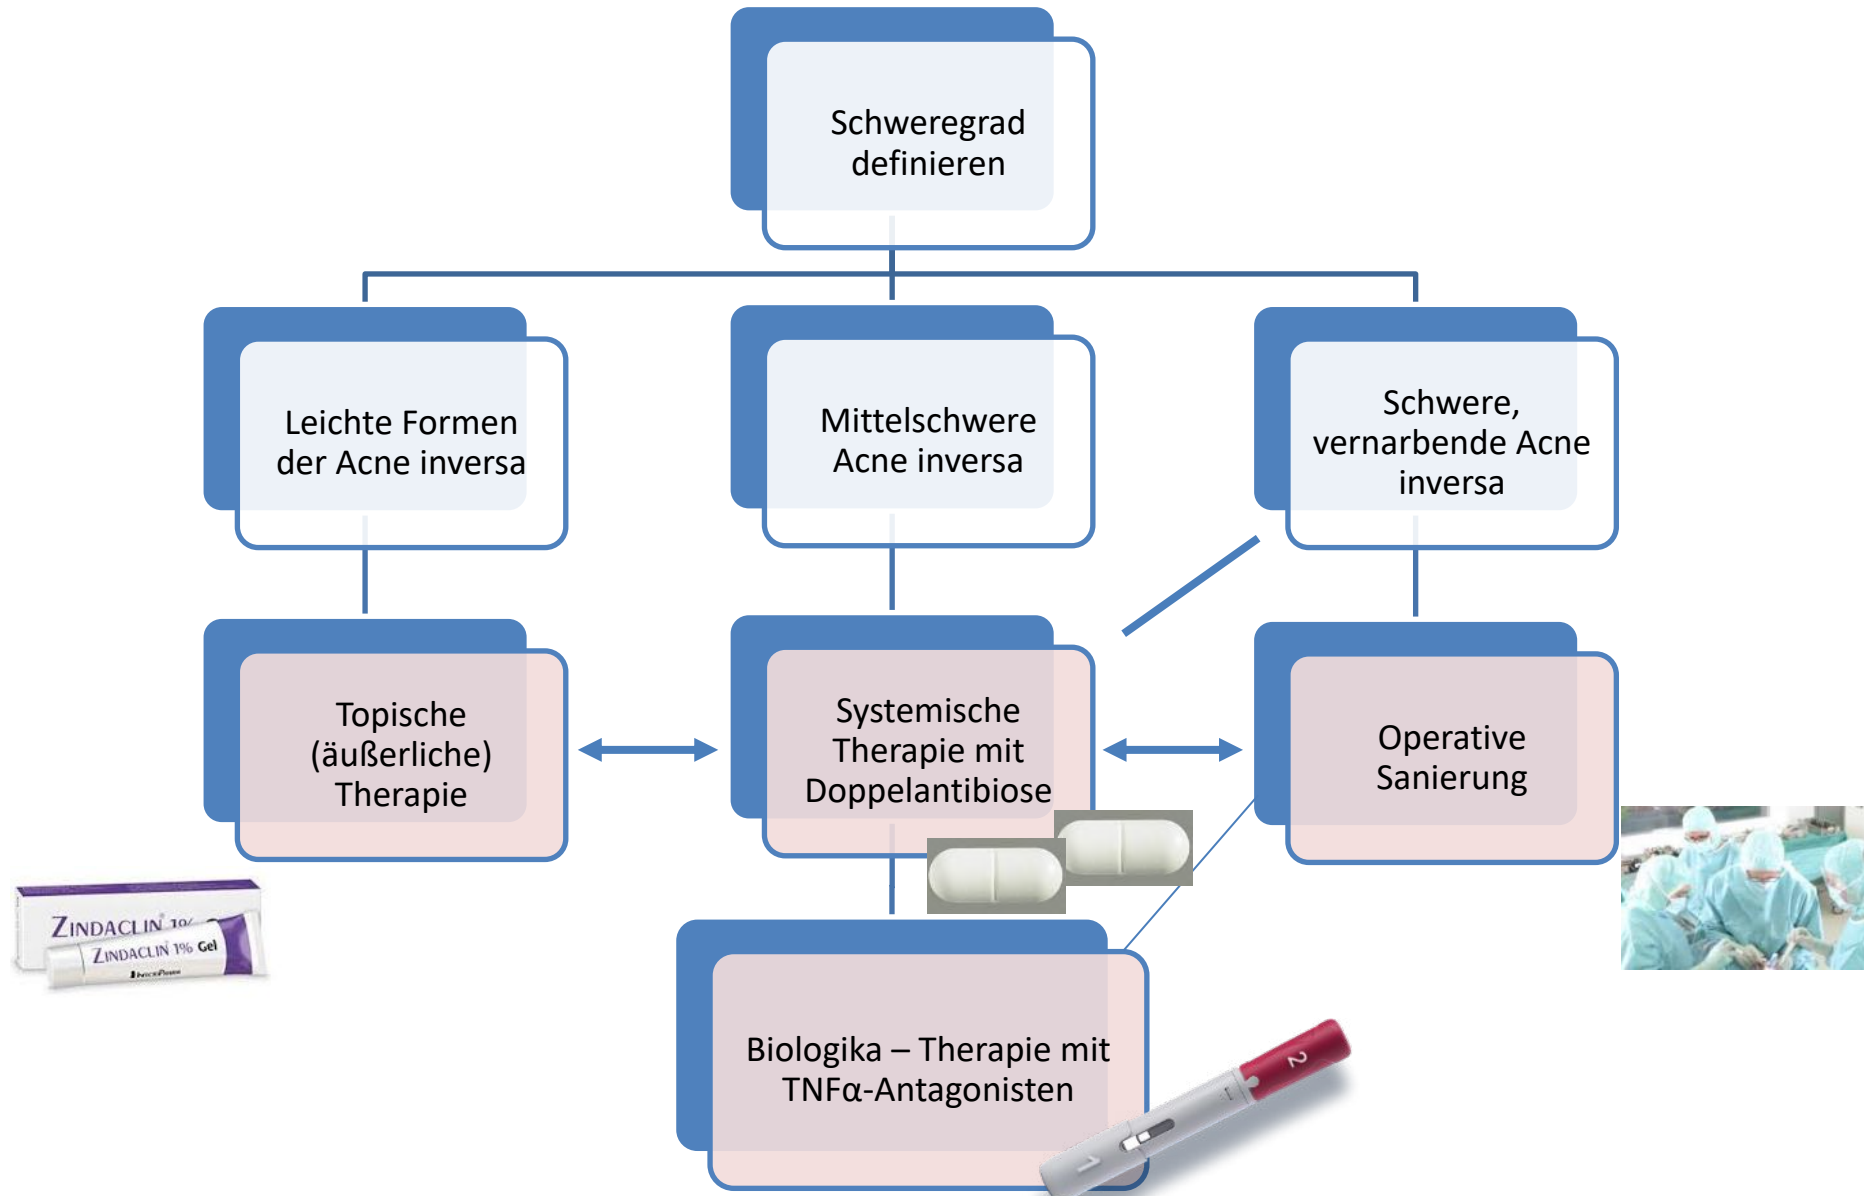 Schweregrad
definieren
Leichte Formen
der Acne inversa
Mittelschwere
Acne inversa
Schwere,
vernarbende Acne
inversa
Topische
(äußerliche)
Therapie
Systemische
Therapie mit
Doppelantibiose
Operative
Sanierung
ZINDACLIN® 1%
ZINDACLIN 1% Gel
Biologika – Therapie mit
TNFα-Antagonisten
2
1